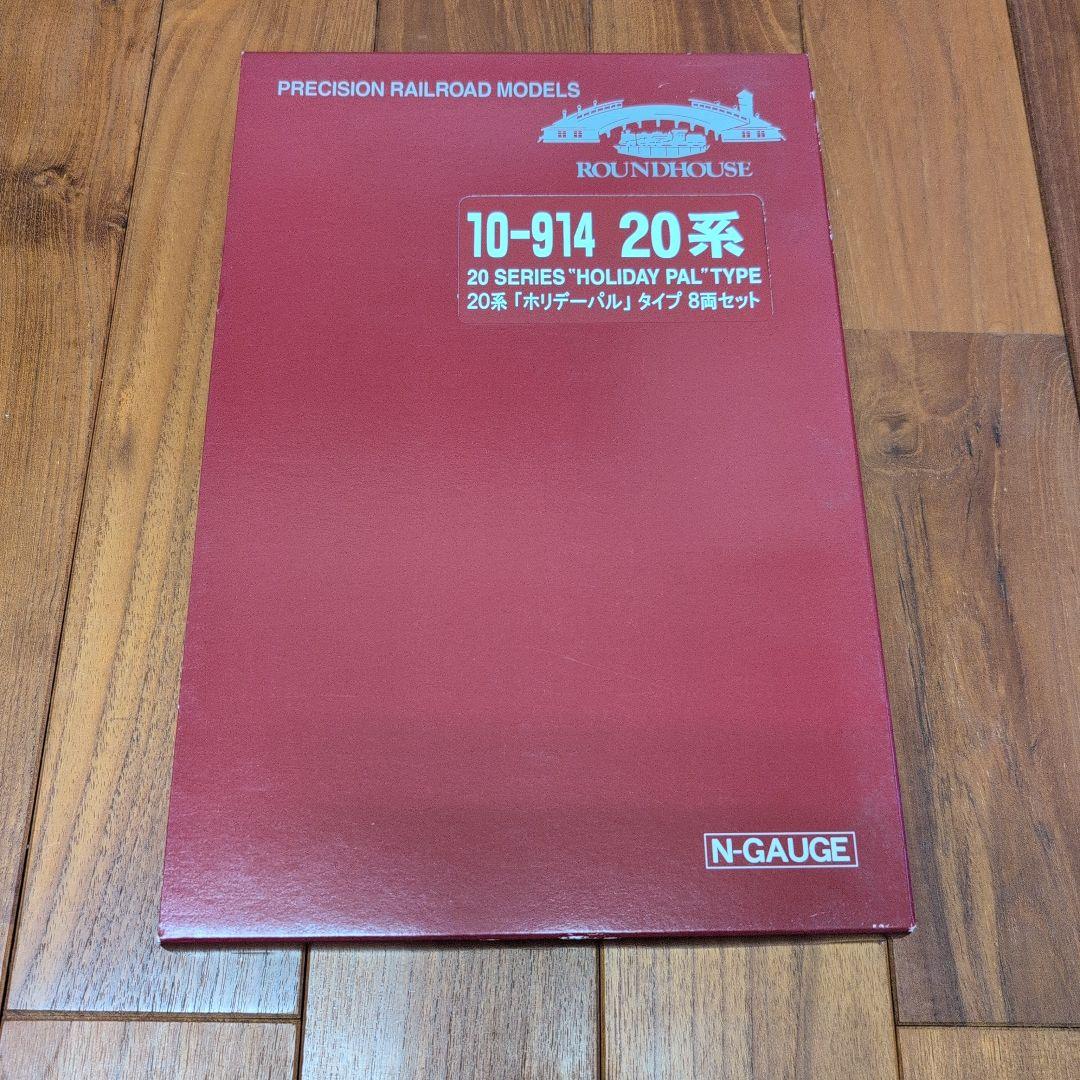 PRECISION RAILROAD MODELS
ROUNDHOUSE
10-914 20系
20 SERIES "HOLIDAY PAL" TYPE
20系「ホリデーパル」タイプ 8両セット
N-GAUGE